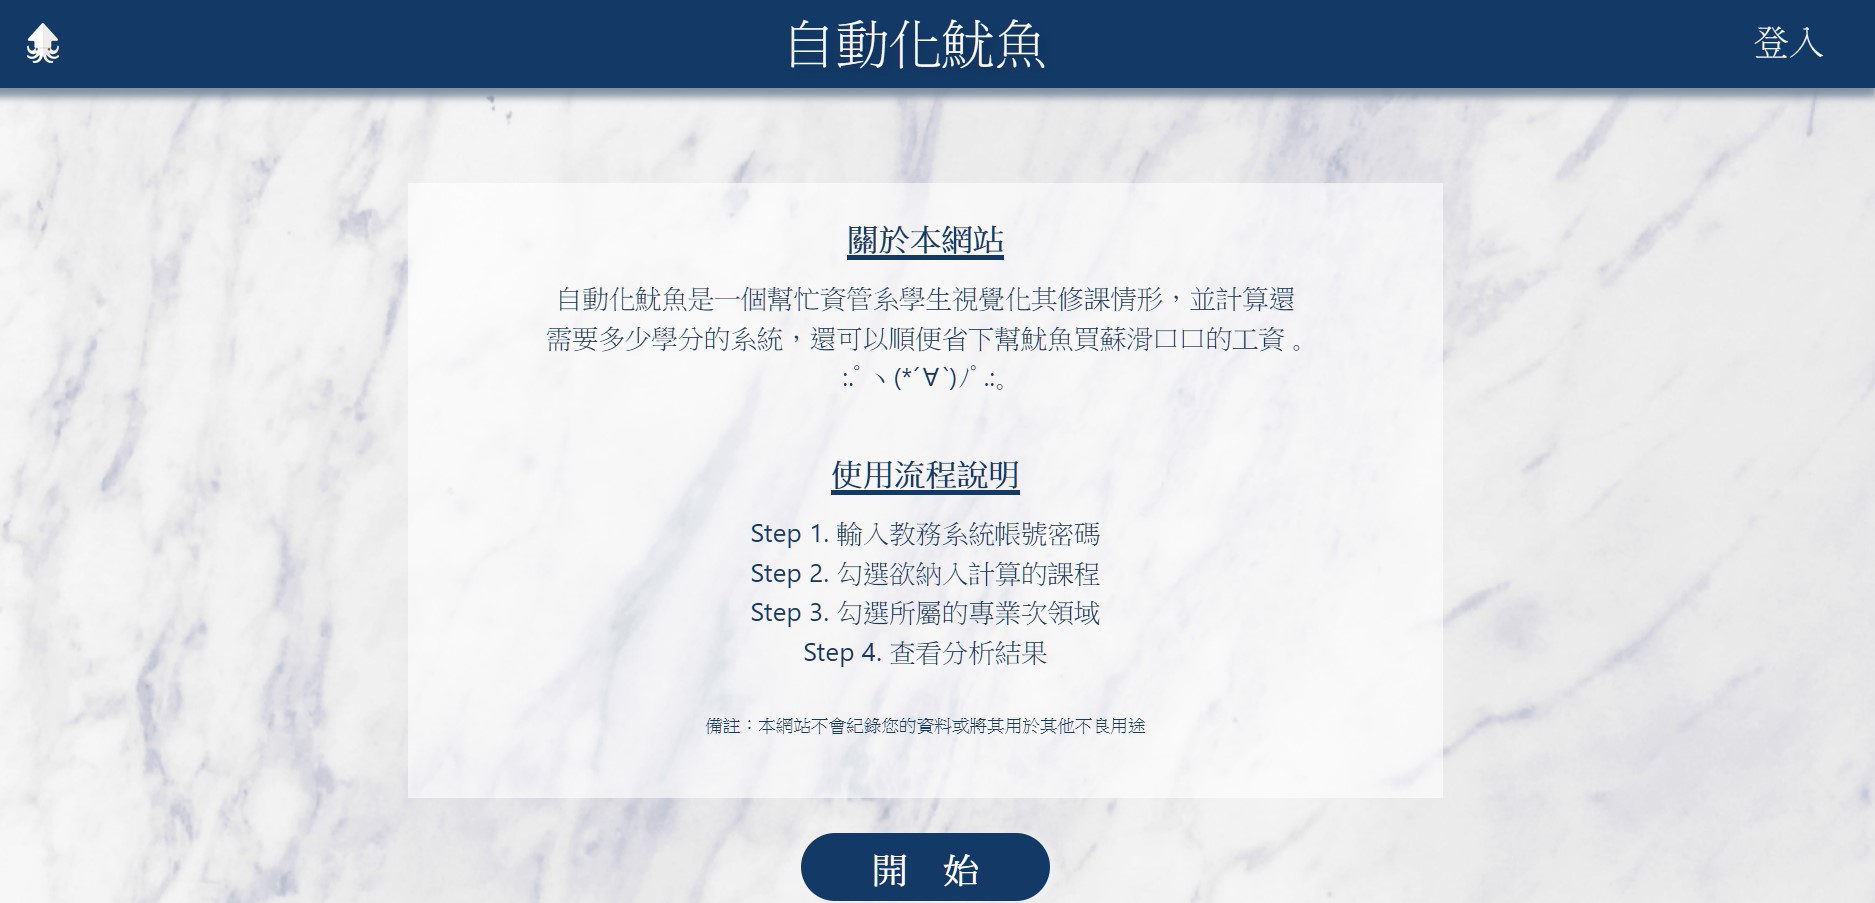 自動化魷魚
登入
關於本網站
自動化魷魚是一個幫忙資管系學生視覺化其修課情形，並計算還
需要多少學分的系統，還可以順便省下幫魷魚買蘇滑口口的工資 。
:.ﾟヽ(*´∀`)ﾉﾟ.:。
使用流程說明
Step 1. 輸入教務系統帳號密碼
Step 2. 勾選欲納入計算的課程
Step 3. 勾選所屬的專業次領域
Step 4. 查看分析結果
備註：本網站不會紀錄您的資料或將其用於其他不良用途
開 始